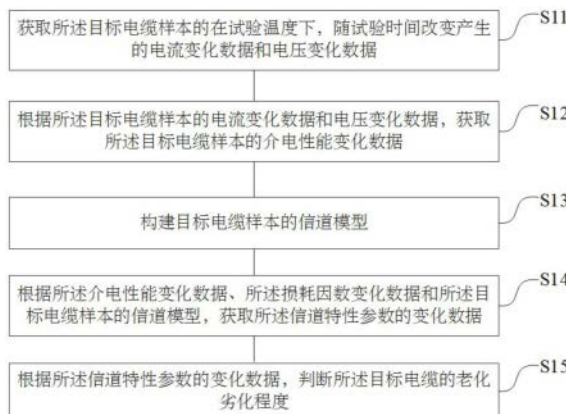 获取所述目标电缆样本的在试验温度下，随试验时间改变产生
的电流变化数据和电压变化数据
S11
根据所述目标电缆样本的电流变化数据和电压变化数据，获取
所述目标电缆样本的介电性能变化数据
S12
构建目标电缆样本的信道模型
S13
根据所述介电性能变化数据、所述损耗因数变化数据和所述目
标电缆样本的信道模型，获取所述信道特性参数的变化数据
S14
根据所述信道特性参数的变化数据，判断所述目标电缆的老化
劣化程度
S15